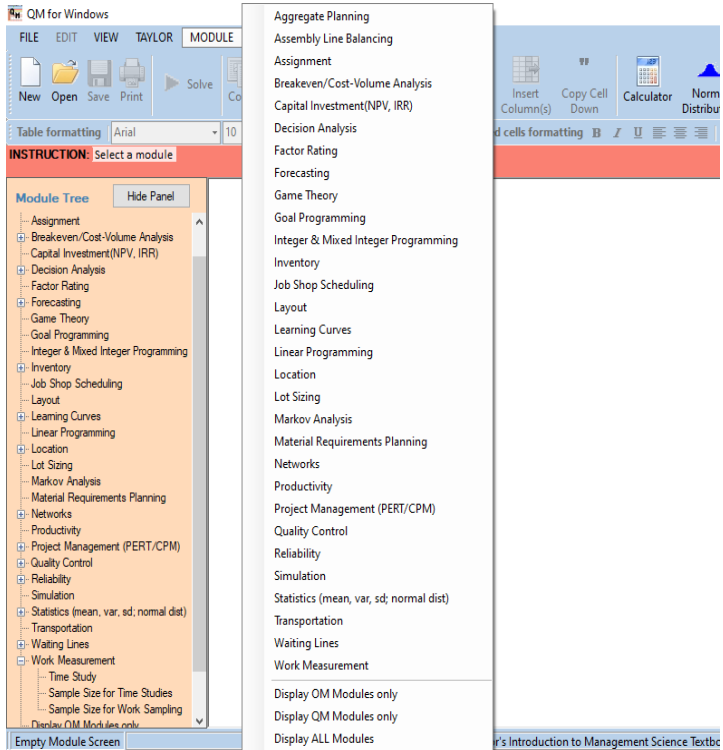 QM for Windows
FILE EDIT VIEW TAYLOR MODULE
New Open Save Print Solve
Insert Column(s) Copy Cell Down Calculator
Table formatting Arial 10 cells formatting B I U
INSTRUCTION: Select a module
Module Tree Hide Panel
Assignment
Breakeven/Cost-Volume Analysis
Capital Investment(NPV, IRR)
Decision Analysis
Factor Rating
Forecasting
Game Theory
Goal Programming
Integer & Mixed Integer Programming
Inventory
Job Shop Scheduling
Layout
Learning Curves
Linear Programming
Location
Lot Sizing
Markov Analysis
Material Requirements Planning
Networks
Productivity
Project Management (PERT/CPM)
Quality Control
Reliability
Simulation
Statistics (mean, var, sd; normal dist)
Transportation
Waiting Lines
Work Measurement
Time Study
Sample Size for Time Studies
Sample Size for Work Sampling
Display OM Modules only
Aggregate Planning
Assembly Line Balancing
Assignment
Breakeven/Cost-Volume Analysis
Capital Investment(NPV, IRR)
Decision Analysis
Factor Rating
Forecasting
Game Theory
Goal Programming
Integer & Mixed Integer Programming
Inventory
Job Shop Scheduling
Layout
Learning Curves
Linear Programming
Location
Lot Sizing
Markov Analysis
Material Requirements Planning
Networks
Productivity
Project Management (PERT/CPM)
Quality Control
Reliability
Simulation
Statistics (mean, var, sd; normal dist)
Transportation
Waiting Lines
Work Measurement
Display OM Modules only
Display QM Modules only
Display ALL Modules
Empty Module Screen
r's Introduction to Management Science Textbo